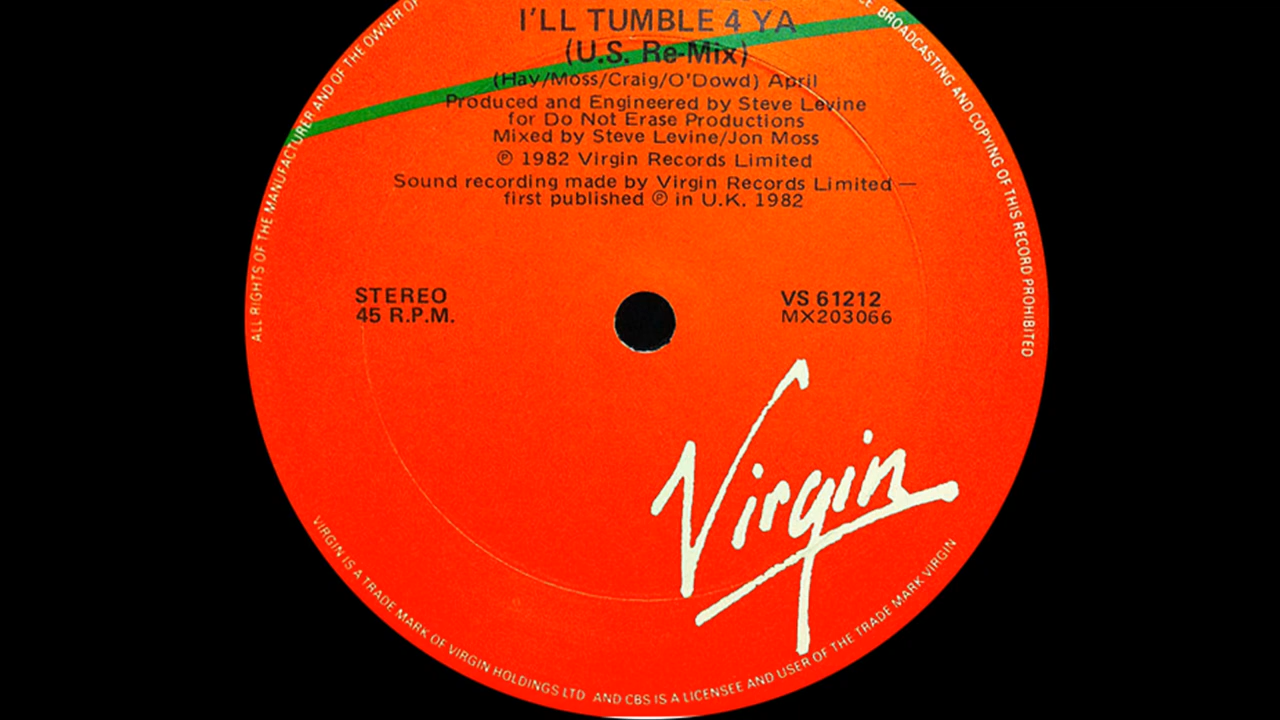 I'LL TUMBLE 4 YA
(U.S. Re-Mix)
(Hay/Moss/Craig/O'Dowd) April
Produced and Engineered by Steve Levine
for Do Not Erase Productions
Mixed by Steve Levine/Jon Moss
℗ 1982 Virgin Records Limited
Sound recording made by Virgin Records Limited —
first published ℗ in U.K. 1982
STEREO
45 R.P.M.
VS 61212
MX203066
Virgin
ALL RIGHTS OF THE MANUFACTURER AND OF THE OWNER OF
BROADCASTING AND COPYING OF THIS RECORD PROHIBITED
VIRGIN IS A TRADE MARK OF VIRGIN HOLDINGS LTD AND CBS IS A LICENSEE AND USER OF THE TRADE MARK VIRGIN